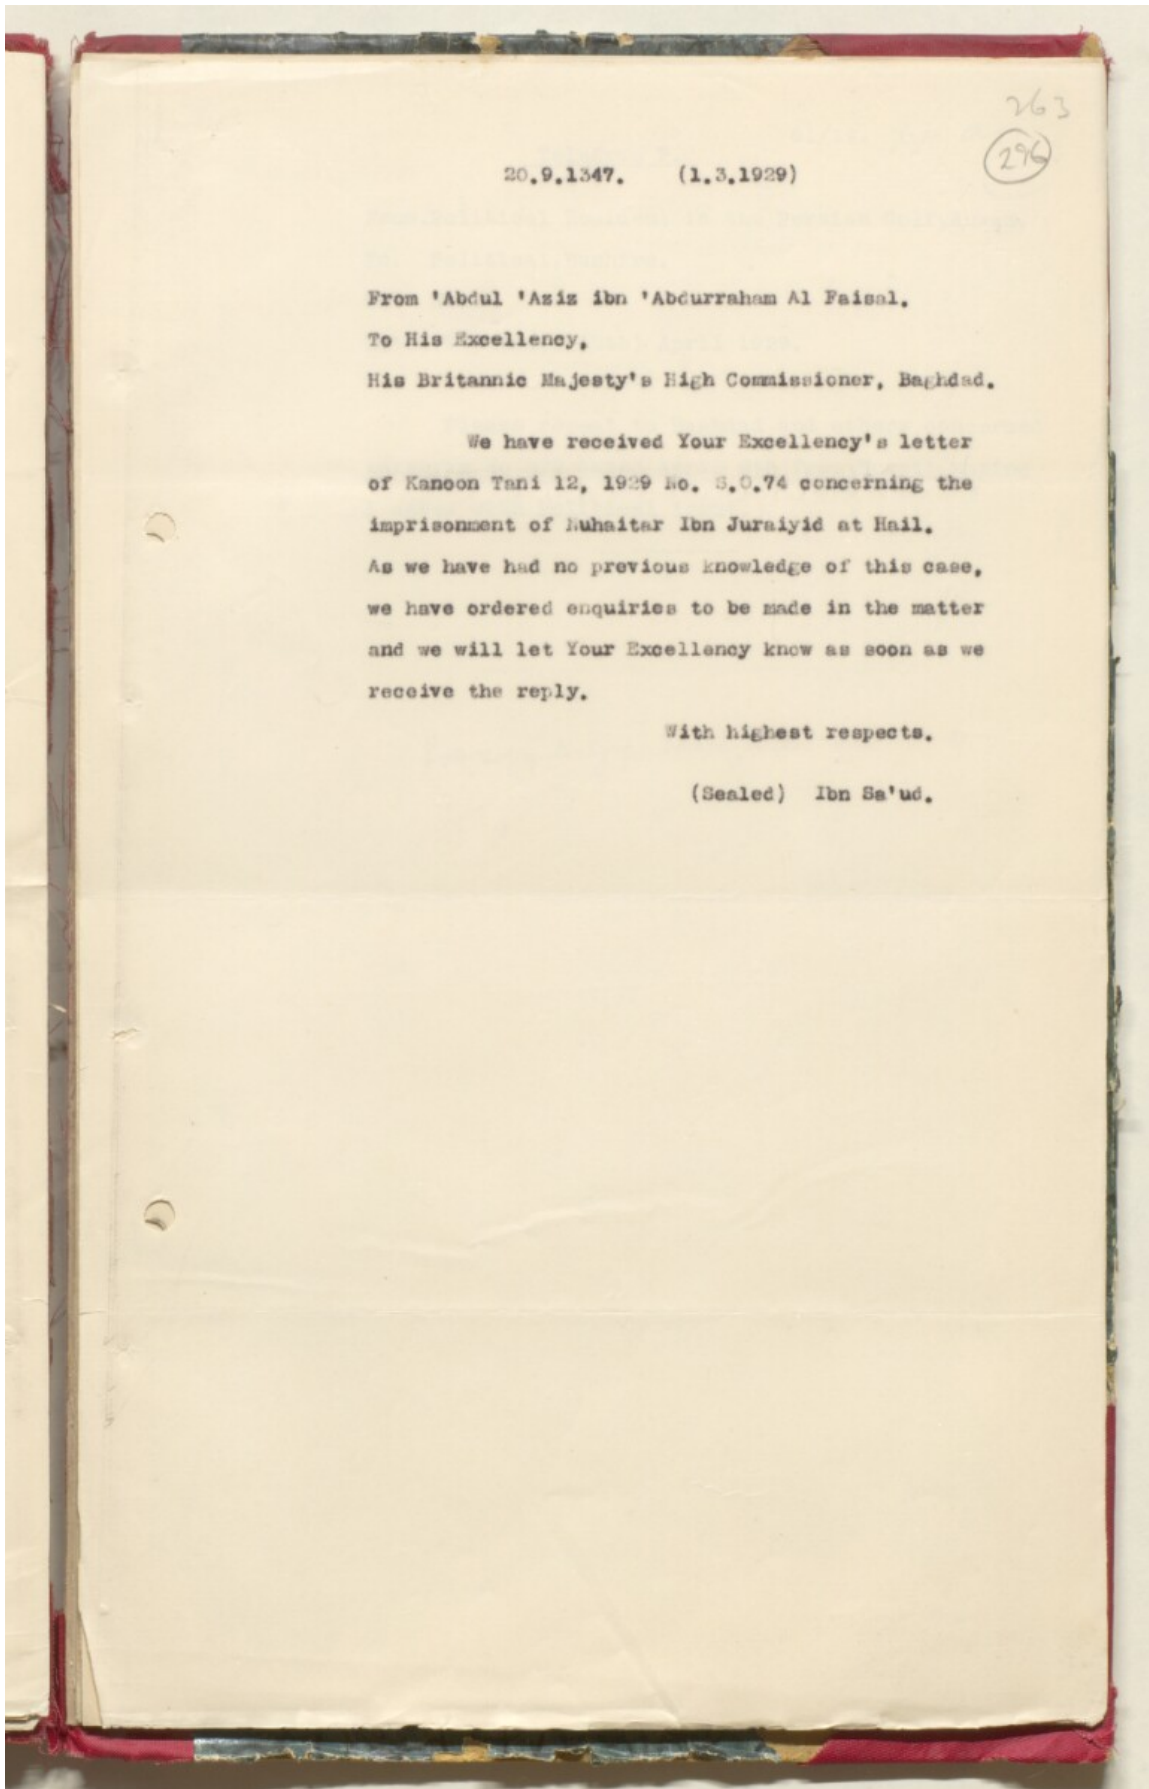 263
296
20.9.1347. (1.3.1929)
From 'Abdul 'Aziz ibn 'Abdurraham Al Faisal.
To His Excellency,
His Britannic Majesty's High Commissioner, Baghdad.
We have received Your Excellency's letter
of Kanoon Tani 12, 1929 No. S.O.74 concerning the
imprisonment of Nuhaitar Ibn Juraiyid at Hail.
As we have had no previous knowledge of this case,
we have ordered enquiries to be made in the matter
and we will let Your Excellency know as soon as we
receive the reply.
With highest respects.
(Sealed) Ibn Sa'ud.